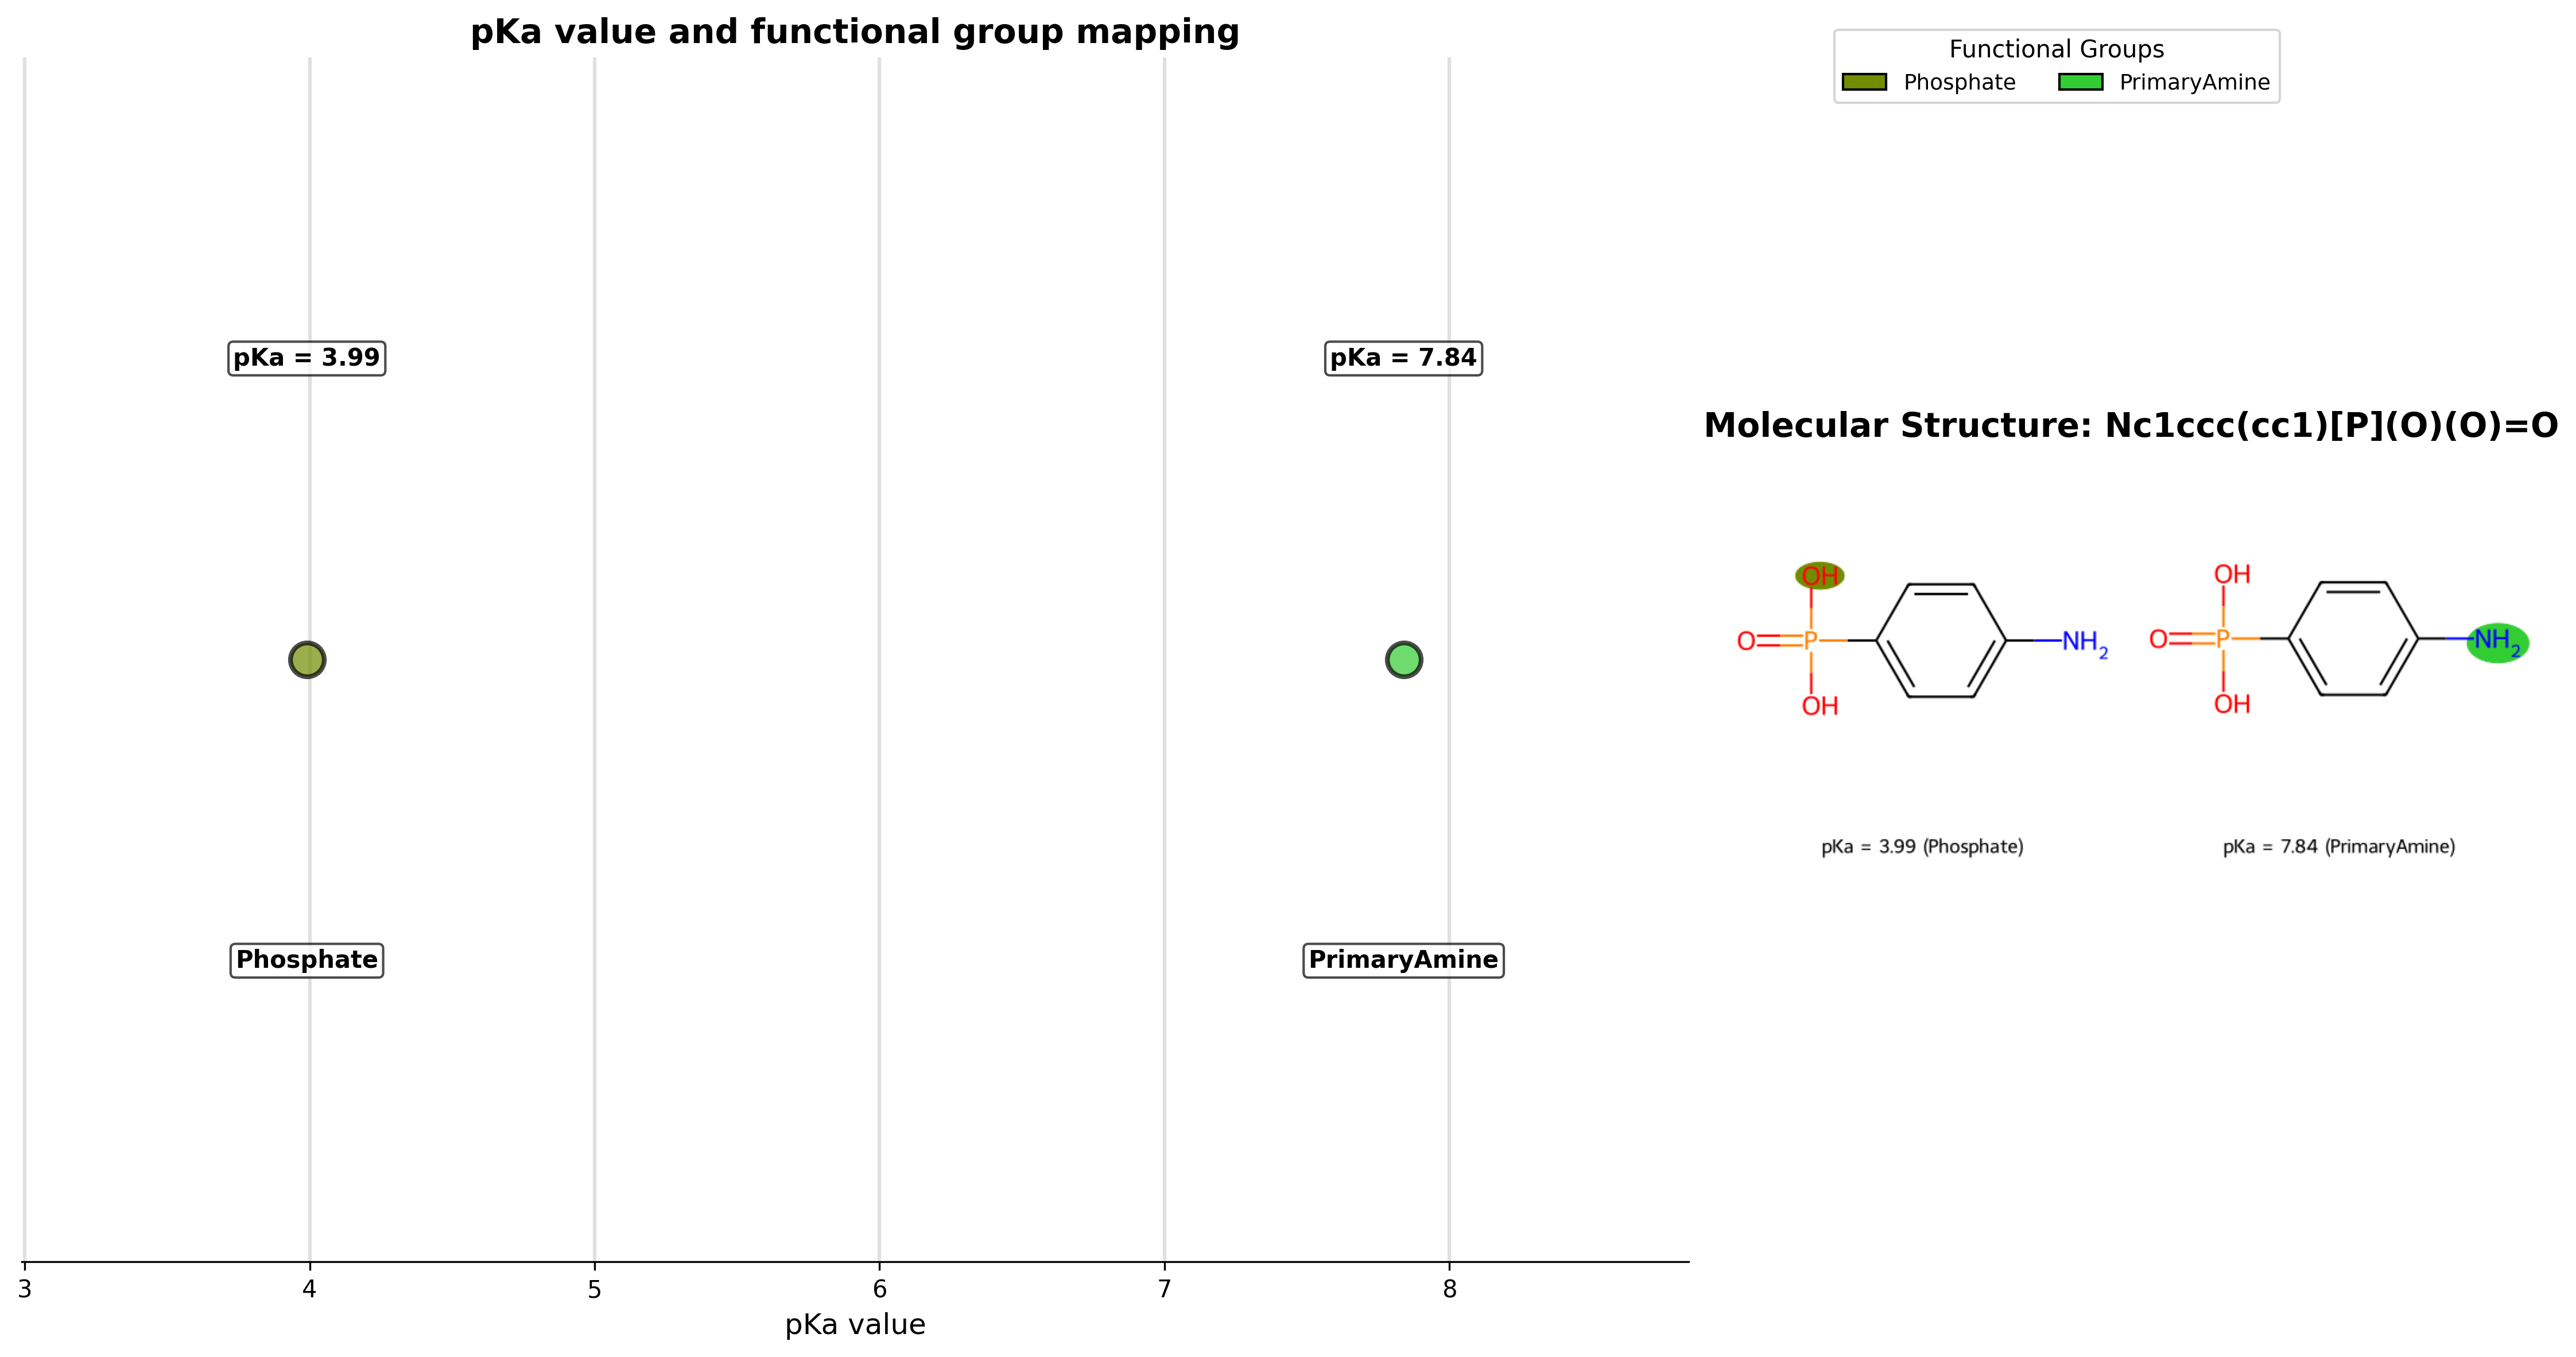 pKa value and functional group mapping
pKa = 3.99
pKa = 7.84
Phosphate
PrimaryAmine
3 4 5 6 7 8
pKa value
Functional Groups
Phosphate PrimaryAmine
Molecular Structure: Nc1ccc(cc1)[P](O)(O)=O
OH
O P NH2
OH
OH
O P NH2
OH
pKa = 3.99 (Phosphate)
pKa = 7.84 (PrimaryAmine)